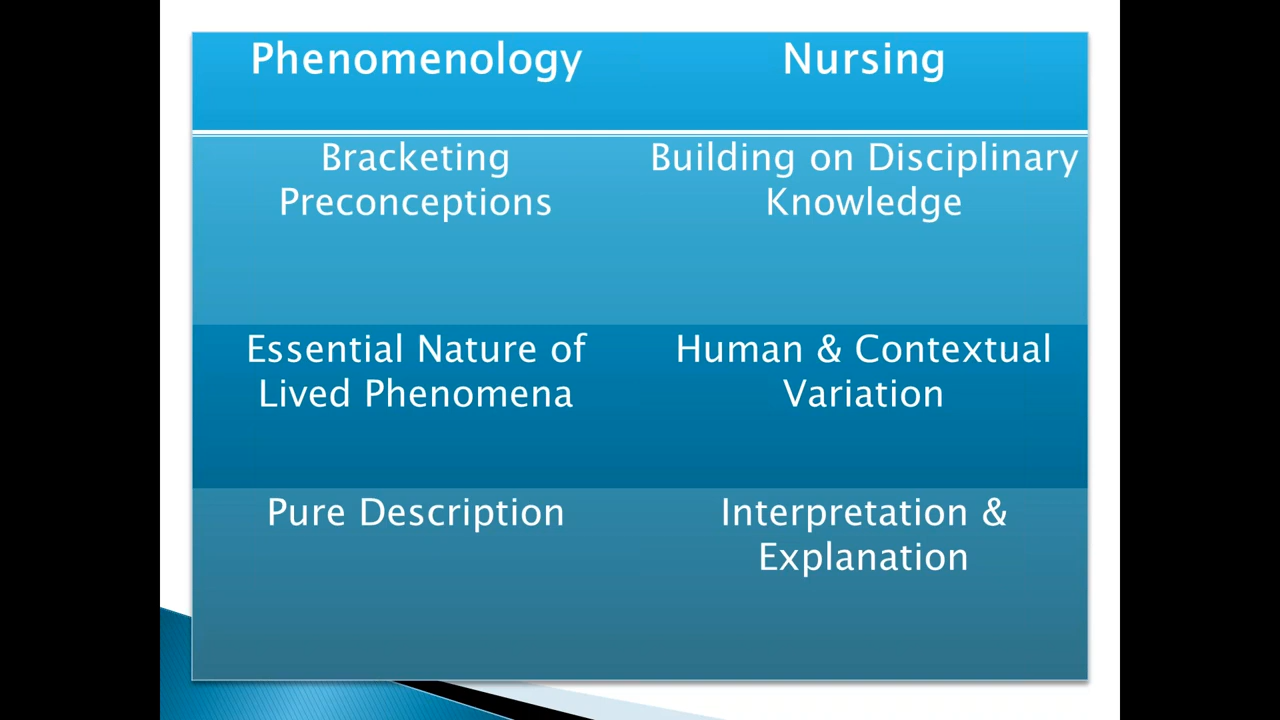 Phenomenology Nursing
Bracketing Building on Disciplinary
Preconceptions Knowledge
Essential Nature of Human & Contextual
Lived Phenomena Variation
Pure Description Interpretation &
Explanation